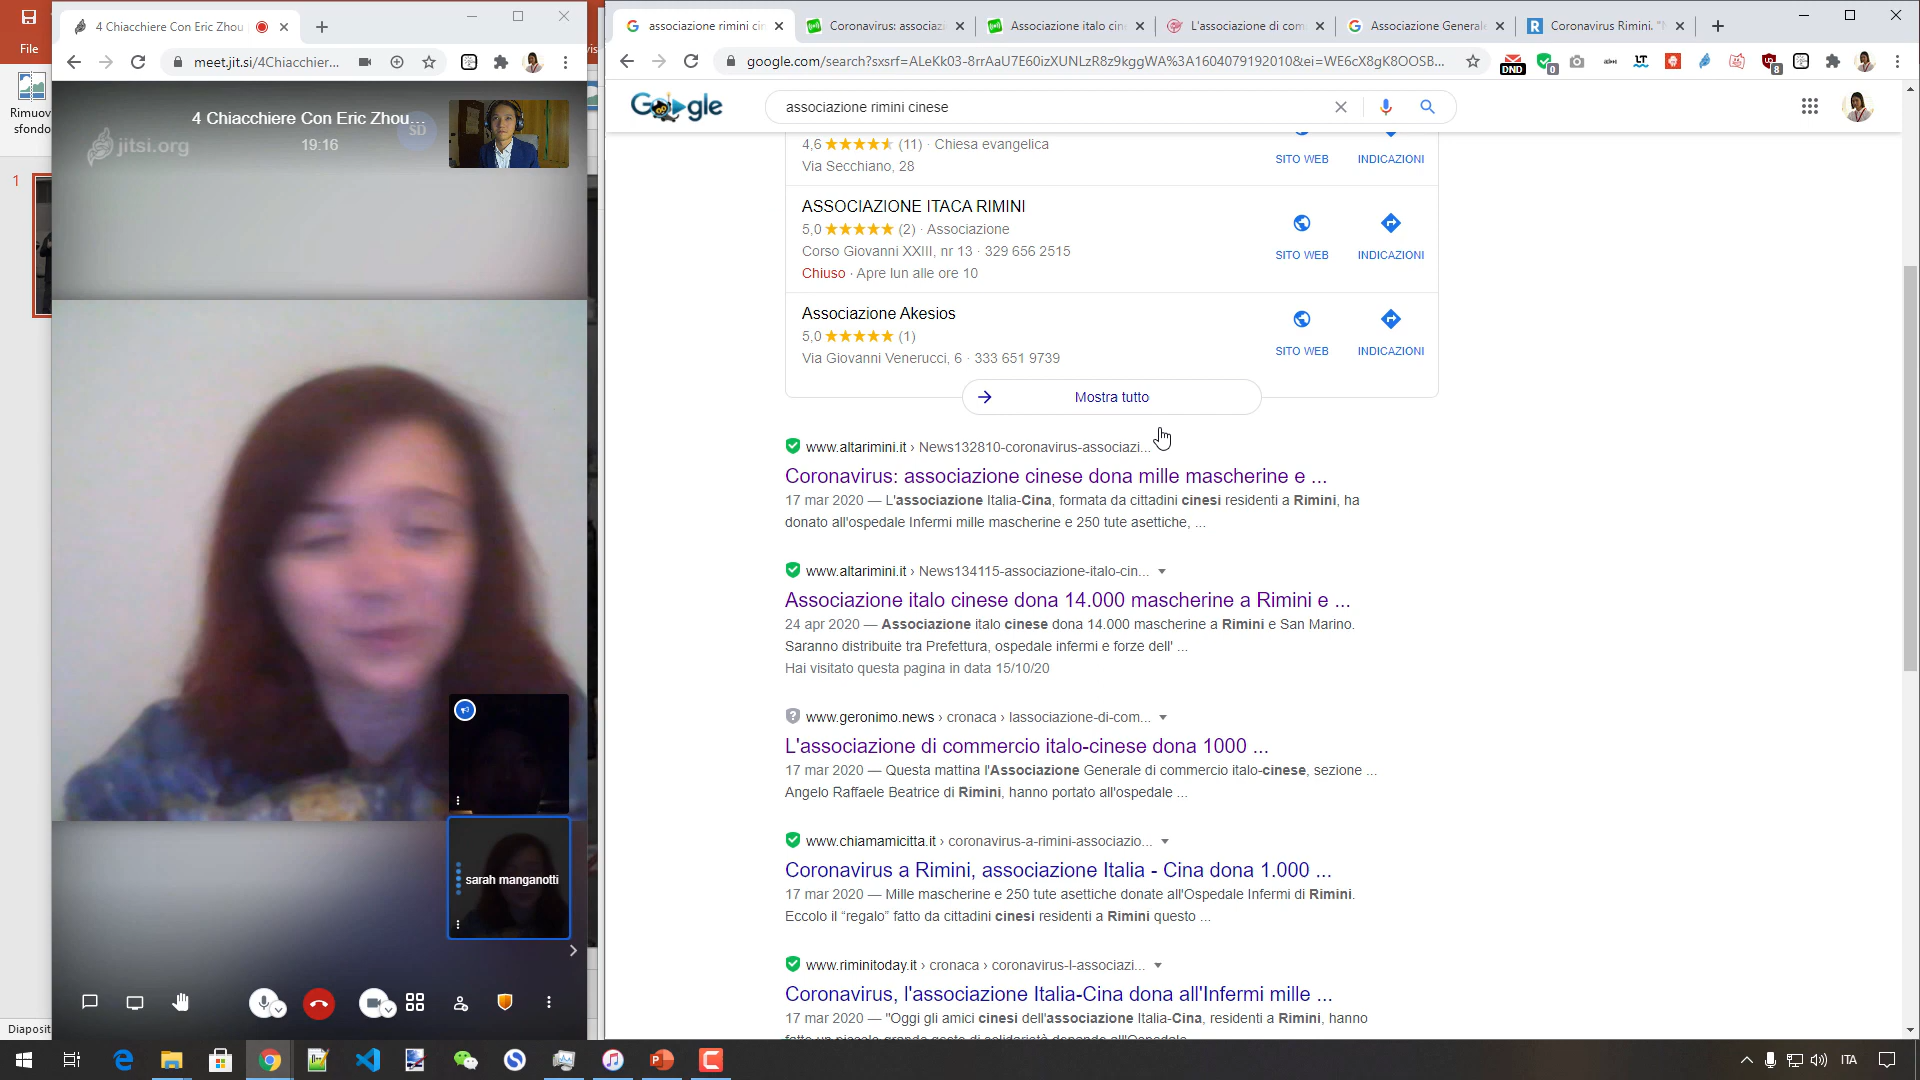 File
Rimuov
sfondo
1
Diaposit
4 Chiacchiere Con Eric Zhou
meet.jit.si/4Chiacchier...
4 Chiacchiere Con Eric Zhou...
19:16
jitsi.org
SD
sarah manganotti
associazione rimini cin
Coronavirus: associazi
Associazione italo cine
L'associazione di com
Associazione Generale
Coronavirus Rimini. "
google.com/search?sxsrf=ALeKk03-8rrAaU7E60izXUNLzR8z9kggWA%3A1604079192010&ei=WE6cX8gK8OOSB...
DND
0
8
Google
associazione rimini cinese
4,6 (11) · Chiesa evangelica
Via Secchiano, 28
SITO WEB
INDICAZIONI
ASSOCIAZIONE ITACA RIMINI
5,0 (2) · Associazione
Corso Giovanni XXIII, nr 13 · 329 656 2515
Chiuso · Apre lun alle ore 10
SITO WEB
INDICAZIONI
Associazione Akesios
5,0 (1)
Via Giovanni Venerucci, 6 · 333 651 9739
SITO WEB
INDICAZIONI
Mostra tutto
www.altarimini.it › News132810-coronavirus-associazi...
Coronavirus: associazione cinese dona mille mascherine e ...
17 mar 2020 — L'associazione Italia-Cina, formata da cittadini cinesi residenti a Rimini, ha
donato all'ospedale Infermi mille mascherine e 250 tute asettiche, ...
www.altarimini.it › News134115-associazione-italo-cin...
Associazione italo cinese dona 14.000 mascherine a Rimini e ...
24 apr 2020 — Associazione italo cinese dona 14.000 mascherine a Rimini e San Marino.
Saranno distribuite tra Prefettura, ospedale infermi e forze dell' ...
Hai visitato questa pagina in data 15/10/20
www.geronimo.news › cronaca › lassociazione-di-com...
L'associazione di commercio italo-cinese dona 1000 ...
17 mar 2020 — Questa mattina l'Associazione Generale di commercio italo-cinese, sezione ...
Angelo Raffaele Beatrice di Rimini, hanno portato all'ospedale ...
www.chiamamicitta.it › coronavirus-a-rimini-associazio...
Coronavirus a Rimini, associazione Italia - Cina dona 1.000 ...
17 mar 2020 — Mille mascherine e 250 tute asettiche donate all'Ospedale Infermi di Rimini.
Eccolo il “regalo” fatto da cittadini cinesi residenti a Rimini questo ...
www.riminitoday.it › cronaca › coronavirus-l-associazi...
Coronavirus, l'associazione Italia-Cina dona all'Infermi mille ...
17 mar 2020 — "Oggi gli amici cinesi dell'associazione Italia-Cina, residenti a Rimini, hanno
ITA